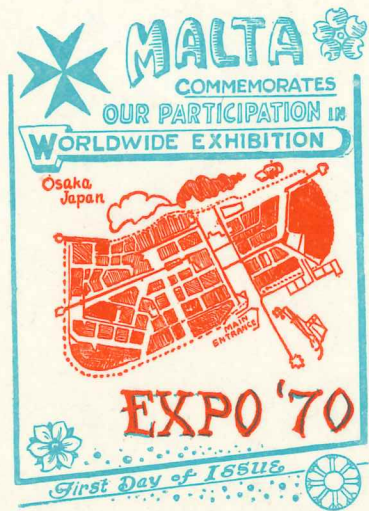 MALTA
COMMEMORATES
OUR PARTICIPATION IN
WORLDWIDE EXHIBITION
Osaka
Japan
MAIN
ENTRANCE
EXPO '70
First Day of ISSUE